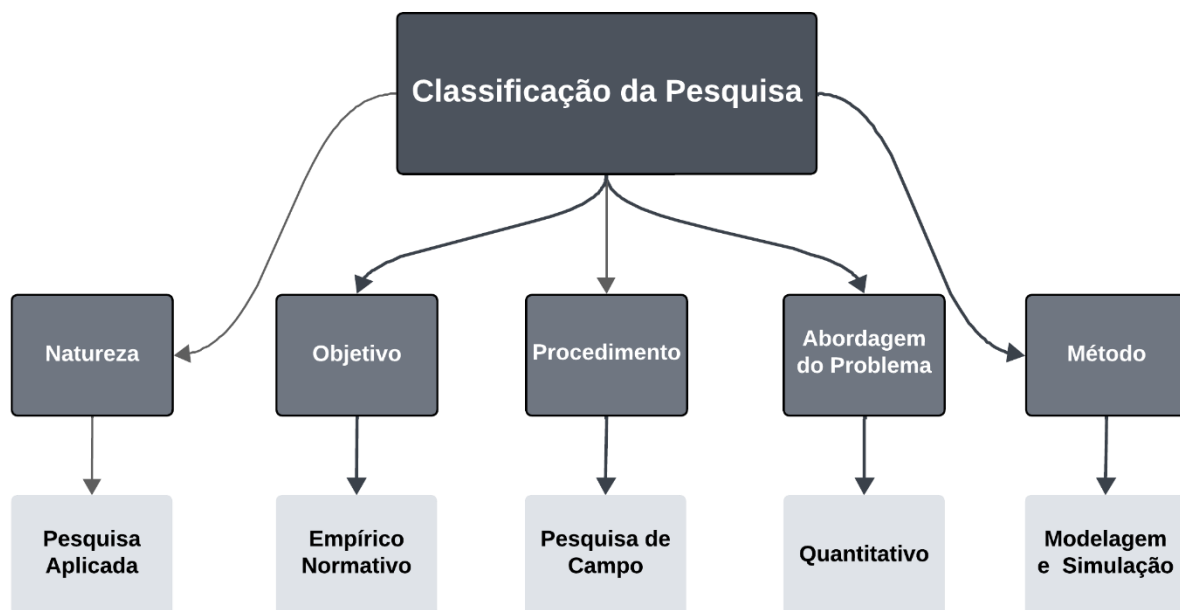 Classificação da Pesquisa
Natureza
Objetivo
Procedimento
Abordagem
do Problema
Método
Pesquisa
Aplicada
Empírico
Normativo
Pesquisa de
Campo
Quantitativo
Modelagem
e Simulação